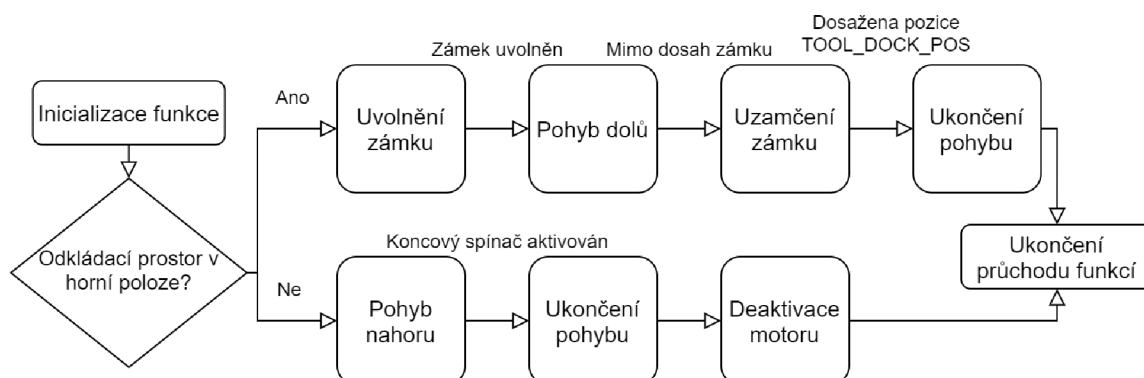 Inicializace funkce
Odkládací prostor v
horní poloze?
Ano
Uvolnění
zámku
Zámek uvolněn
Pohyb dolů
Mimo dosah zámku
Uzamčení
zámku
Dosažena pozice
TOOL_DOCK_POS
Ukončení
pohybu
Ne
Pohyb
nahoru
Koncový spínač aktivován
Ukončení
pohybu
Deaktivace
motoru
Ukončení
průchodu funkcí